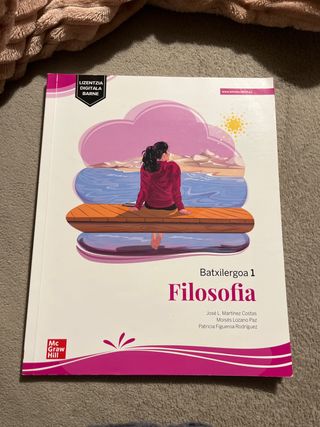 LIZENTZIA
DIGITALA
BARNE
Batxilergoa 1
Filosofia
José L. Martínez Costas
Moisés Lozano Paz
Patricia Figueroa Rodríguez
Mc
Graw
Hill